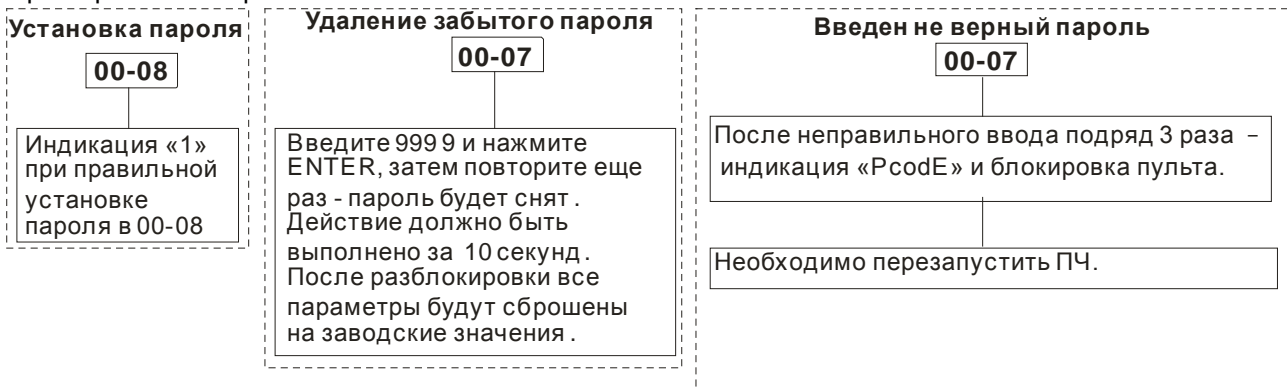 Установка пароля
00-08
Индикация «1»
при правильной
установке
пароля в 00-08
Удаление забытого пароля
00-07
Введите 999 9 и нажмите
ENTER, затем повторите еще
раз - пароль будет снят .
Действие должно быть
выполнено за 10 секунд .
После разблокировки все
параметры будут сброшены
на заводские значения .
Введен не верный пароль
00-07
После неправильного ввода подряд 3 раза –
индикация «PcodE» и блокировка пульта.
Необходимо перезапустить ПЧ.